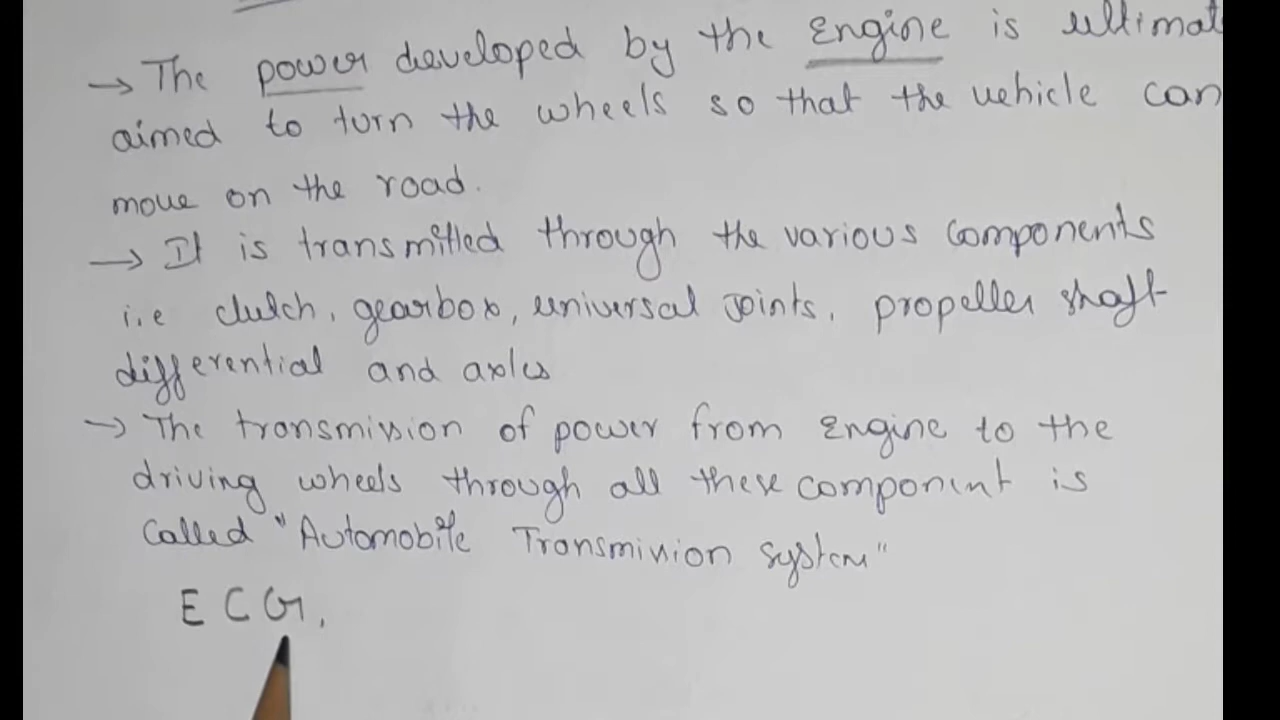 → The power developed by the Engine is ultimat
aimed to turn the wheels so that the vehicle can
move on the road.
→ It is transmitted through the various components
i.e clutch, gearbox, universal joints, propeller shaft
differential and axles
→ The transmission of power from Engine to the
driving wheels through all these component is
called "Automobile Transmission system"
E C G,